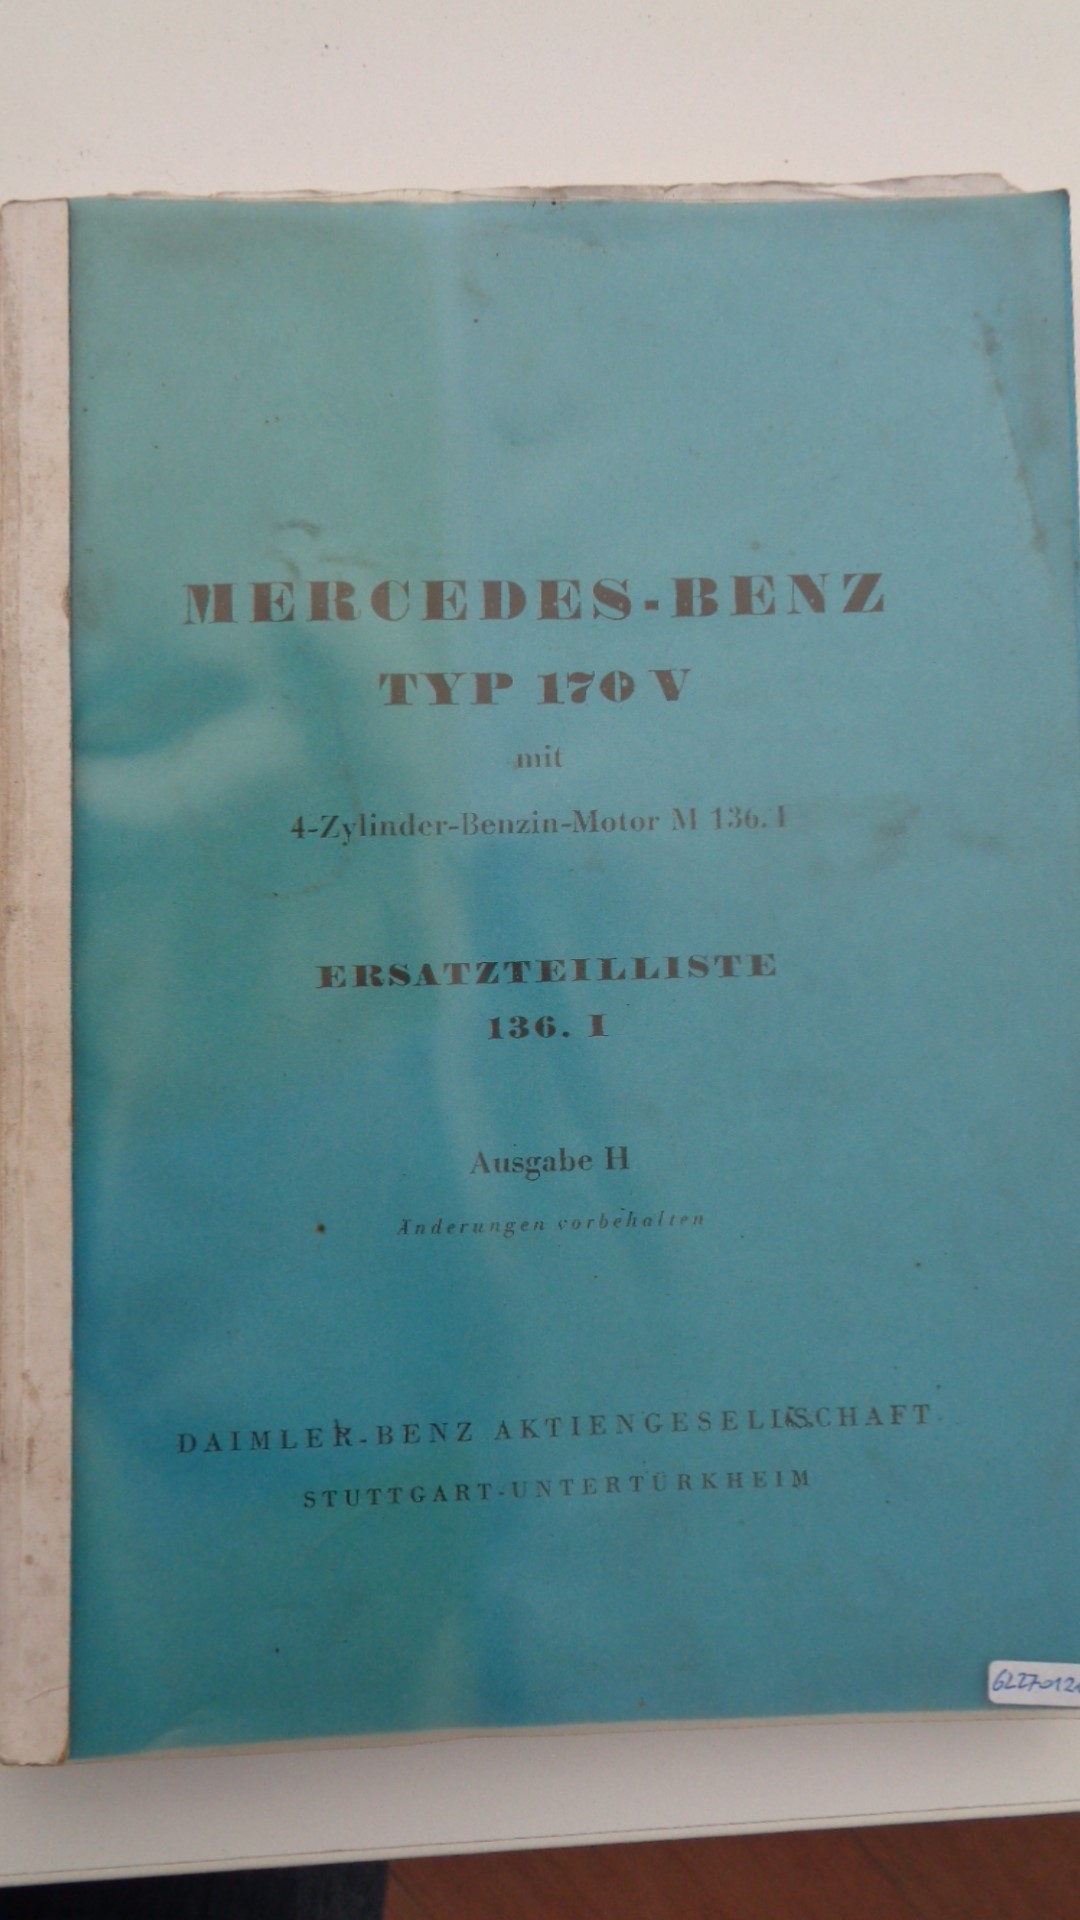 MERCEDES-BENZ
TYP 170 V
mit
4-Zylinder-Benzin-Motor M 136. I
ERSATZTEILLISTE
136. I
Ausgabe H
Änderungen vorbehalten
DAIMLER-BENZ AKTIENGESELLSCHAFT
STUTTGART-UNTERTÜRKHEIM